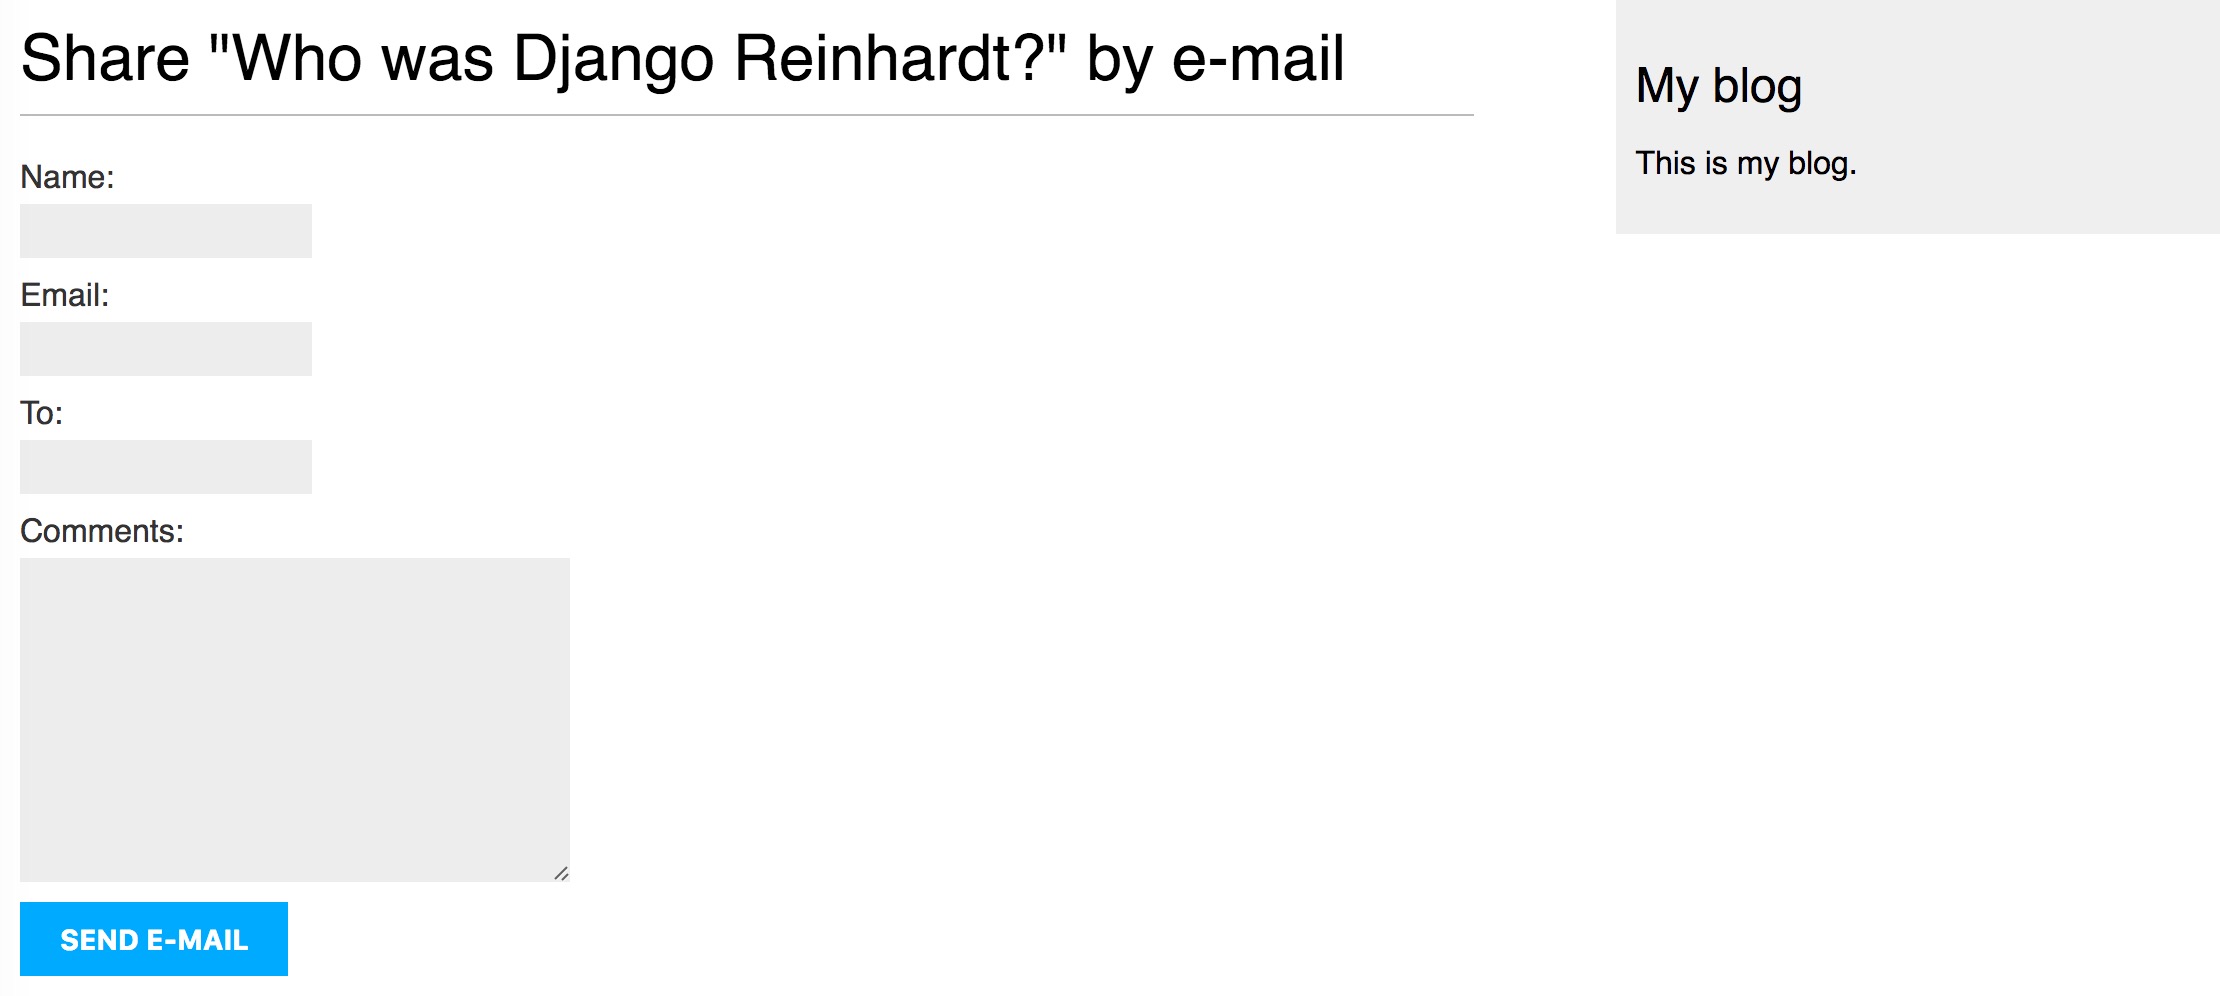 Share "Who was Django Reinhardt?" by e-mail
Name:
Email:
To:
Comments:
SEND E-MAIL
My blog
This is my blog.